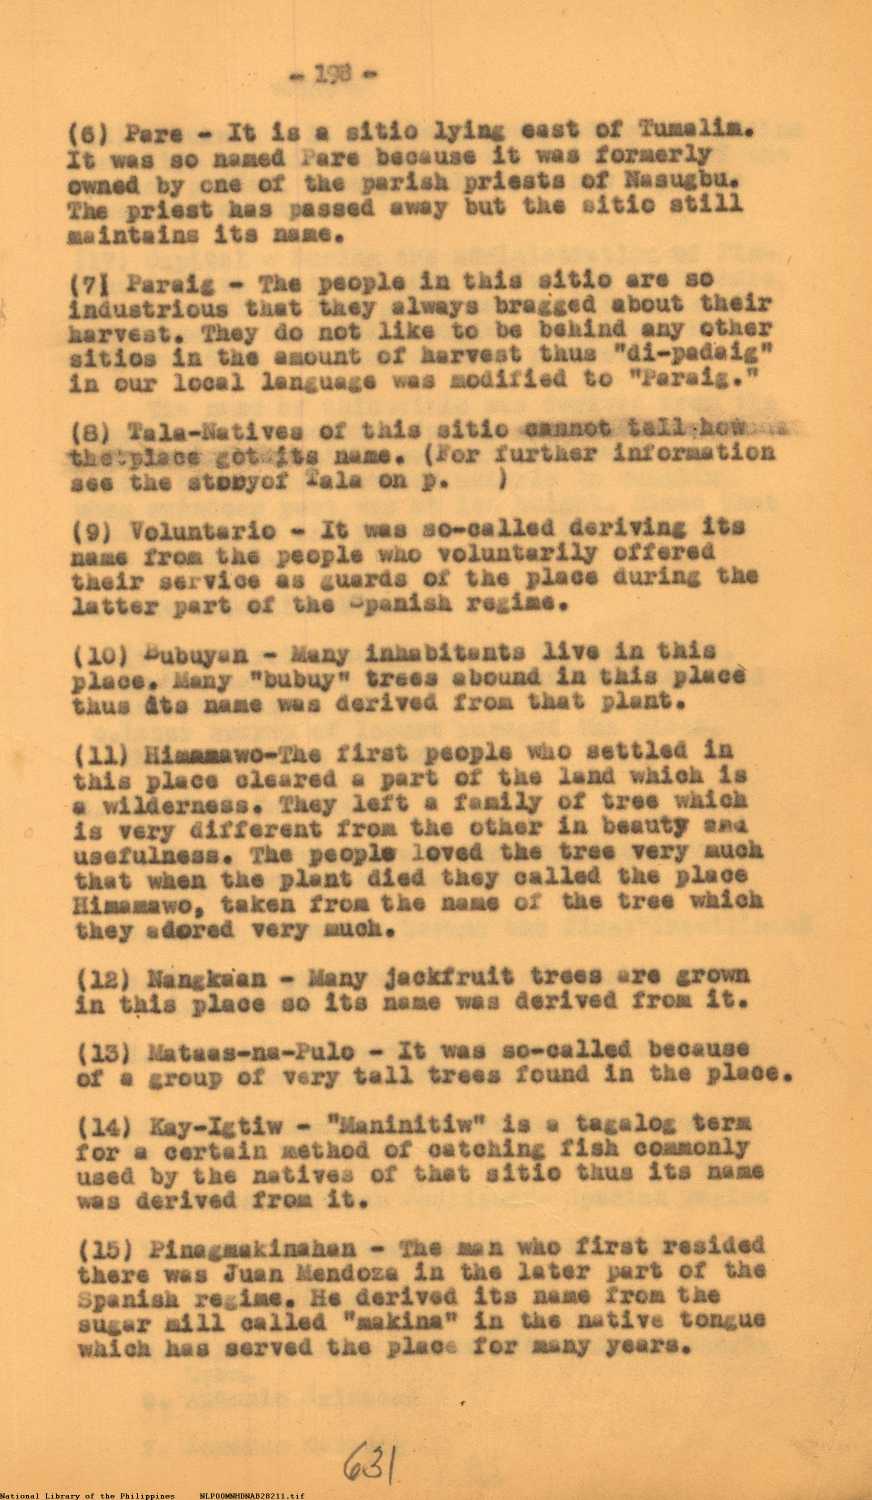 - 198 -
(6) Pare - It is a sitio lying east of Tumalim.
It was so named Pare because it was formerly
owned by one of the parish priests of Nasugbu.
The priest has passed away but the sitio still
maintains its name.
(7) Paraig - The people in this sitio are so
industrious that they always bragged about their
harvest. They do not like to be behind any other
sitios in the amount of harvest thus "di-padaig"
in our local language was modified to "Paraig."
(8) Tala-Natives of this sitio cannot tell how
the place got its name. (For further information
see the storyof Tala on p. )
(9) Voluntario - It was so-called deriving its
name from the people who voluntarily offered
their service as guards of the place during the
latter part of the Spanish regime.
(10) Bubuyan - Many inhabitants live in this
place. Many "bubuy" trees abound in this place
thus its name was derived from that plant.
(11) Himamawo-The first people who settled in
this place cleared a part of the land which is
a wilderness. They left a family of tree which
is very different from the other in beauty and
usefulness. The people loved the tree very much
that when the plant died they called the place
Himamawo, taken from the name of the tree which
they adored very much.
(12) Nangkaan - Many jackfruit trees are grown
in this place so its name was derived from it.
(13) Mataas-na-Pulo - It was so-called because
of a group of very tall trees found in the place.
(14) Kay-Igtiw - "Maninitiw" is a tagalog term
for a certain method of catching fish commonly
used by the natives of that sitio thus its name
was derived from it.
(15) Pinagmakinahan - The man who first resided
there was Juan Mendoza in the later part of the
Spanish regime. He derived its name from the
sugar mill called "makina" in the native tongue
which has served the place for many years.
631
National Library of the Philippines NLP00MNHDNAB28211.tif